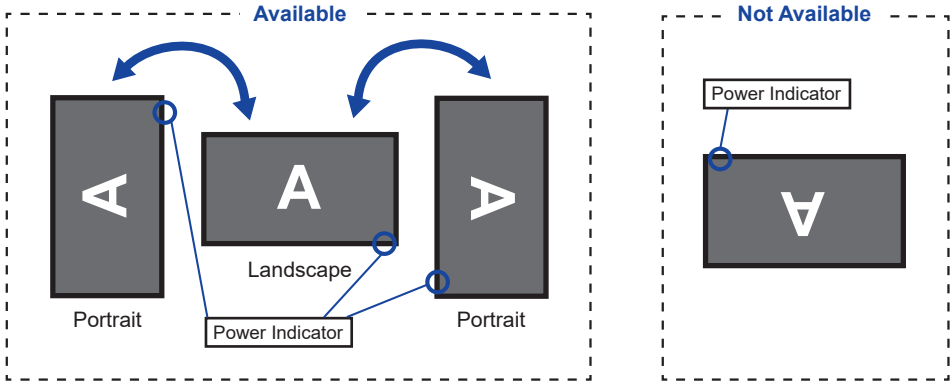 Available
Not Available
Power Indicator
A
A
A
A
Landscape
Portrait
Power Indicator
Portrait